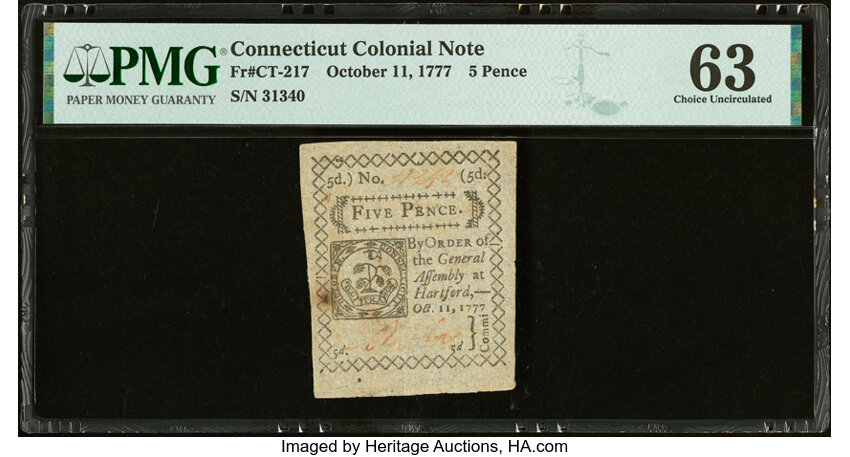 PMG
PAPER MONEY GUARANTY
Connecticut Colonial Note
Fr#CT-217 October 11, 1777 5 Pence
S/N 31340
63
Choice Uncirculated
5d.) No. (5d.
FIVE PENCE.
By ORDER of
the General
Aſſembly at
Hartford,—
Oct. 11, 1777
5d. 5d
Commi
Imaged by Heritage Auctions, HA.com